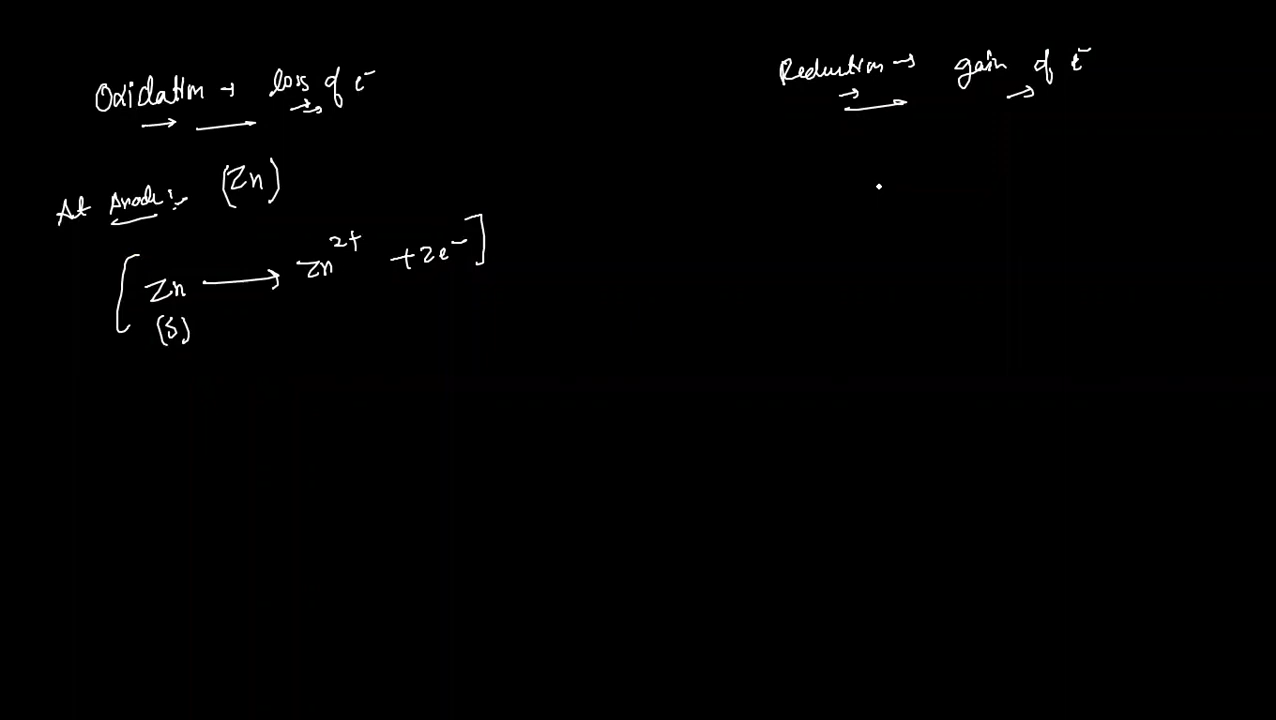 Oxidation → loss of e⁻
At Anode :- (Zn)
[ Zn ⟶ Zn²⁺ + 2e⁻ ]
(S)
Reduction → gain of e⁻